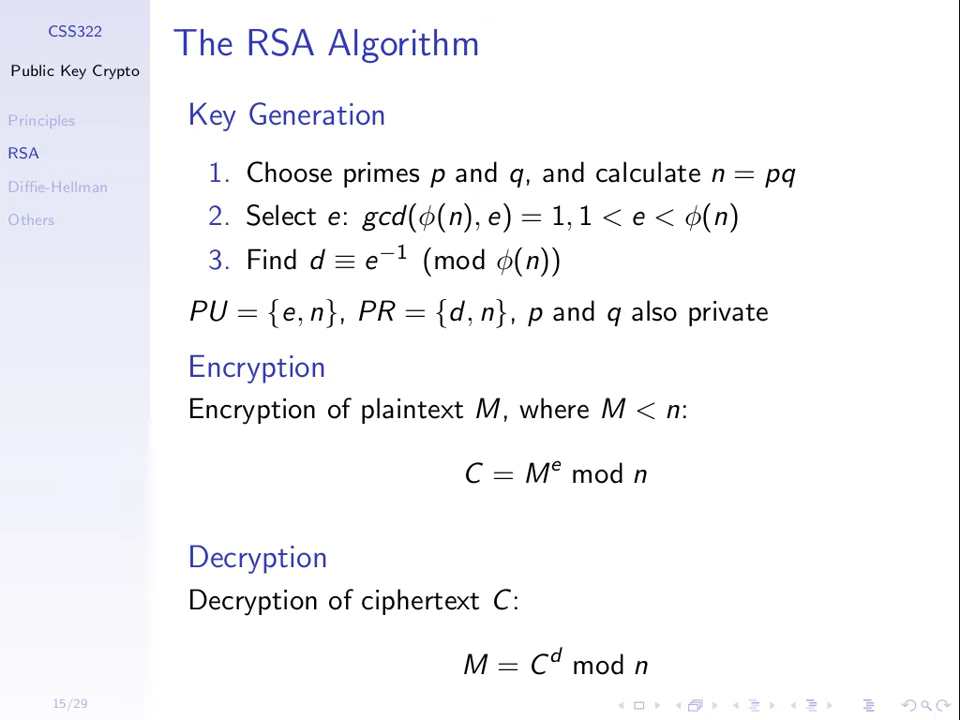 CSS322
Public Key Crypto
Principles
RSA
Diffie-Hellman
Others
The RSA Algorithm
Key Generation
1. Choose primes p and q, and calculate n = pq
2. Select e: gcd(ϕ(n), e) = 1, 1 < e < ϕ(n)
3. Find d ≡ e⁻¹ (mod ϕ(n))
PU = {e, n}, PR = {d, n}, p and q also private
Encryption
Encryption of plaintext M, where M < n:
C = Mᵉ mod n
Decryption
Decryption of ciphertext C:
M = Cᵈ mod n
15/29